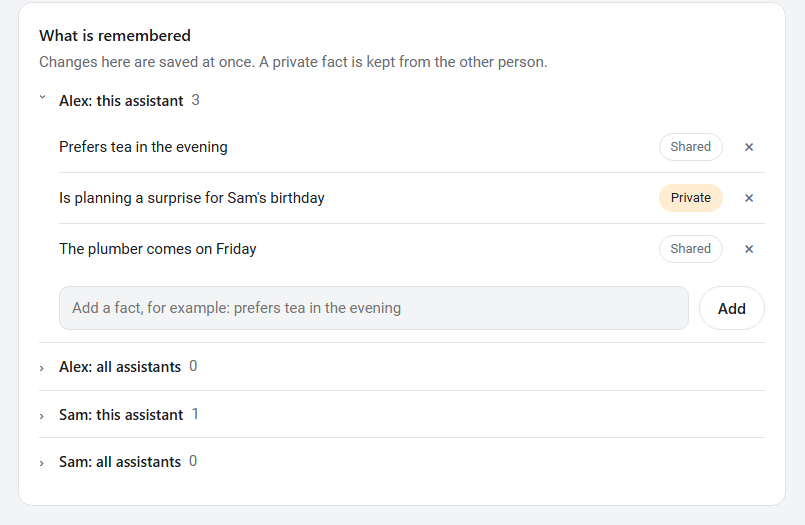 What is remembered
Changes here are saved at once. A private fact is kept from the other person.
Alex: this assistant 3
Prefers tea in the evening Shared ×
Is planning a surprise for Sam's birthday Private ×
The plumber comes on Friday Shared ×
Add a fact, for example: prefers tea in the evening Add
Alex: all assistants 0
Sam: this assistant 1
Sam: all assistants 0